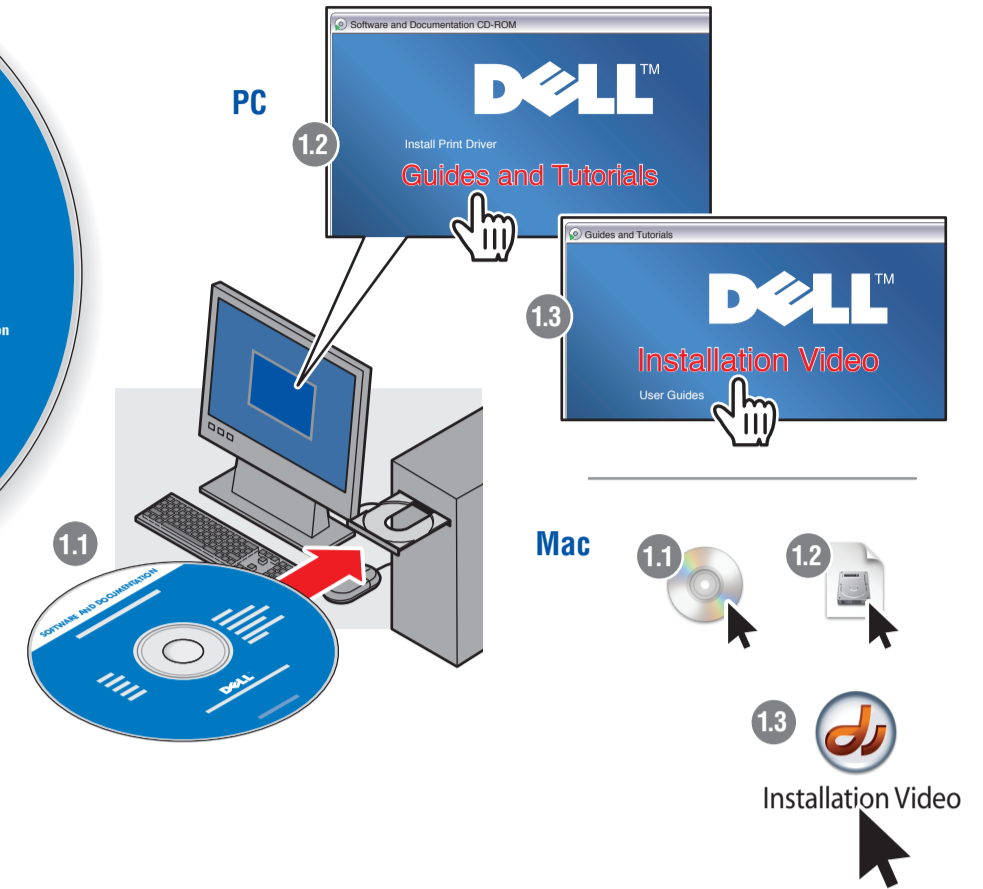 on
PC
1.2
Software and Documentation CD-ROM
DELL™
Install Print Driver
Guides and Tutorials
1.3
Guides and Tutorials
DELL™
Installation Video
User Guides
1.1
SOFTWARE AND DOCUMENTATION
DELL
Mac
1.1
1.2
1.3
Installation Video